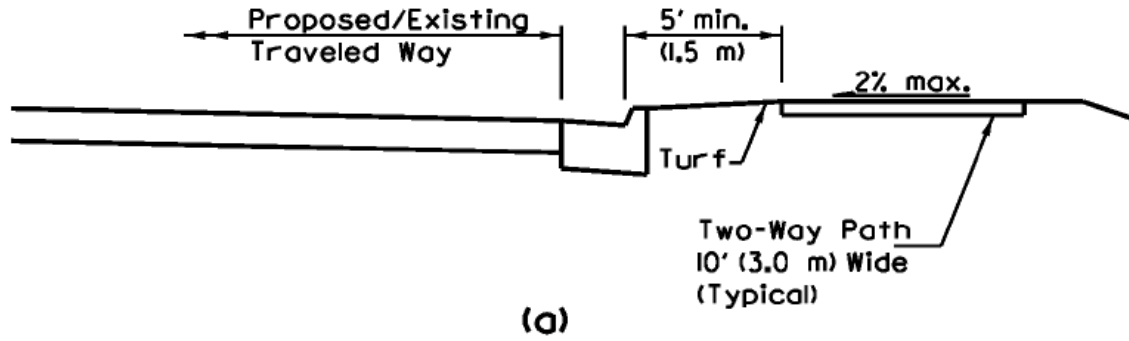 Proposed/Existing
Traveled Way
5' min.
(1.5 m)
2% max.
Turf
Two-Way Path
10' (3.0 m) Wide
(Typical)
(a)